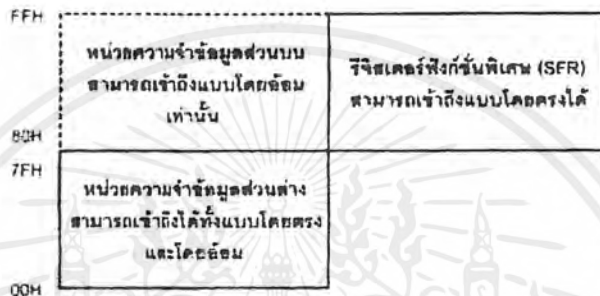 FFH
หน่วยความจำข้อมูลส่วนบน
สามารถเข้าถึงแบบโดยอ้อม
เท่านั้น
รีจิสเตอร์ฟังก์ชั่นพิเศษ (SFR)
สามารถเข้าถึงแบบโดยตรงได้
80H
7FH
หน่วยความจำข้อมูลส่วนล่าง
สามารถเข้าถึงได้ทั้งแบบโดยตรง
และโดยอ้อม
00H